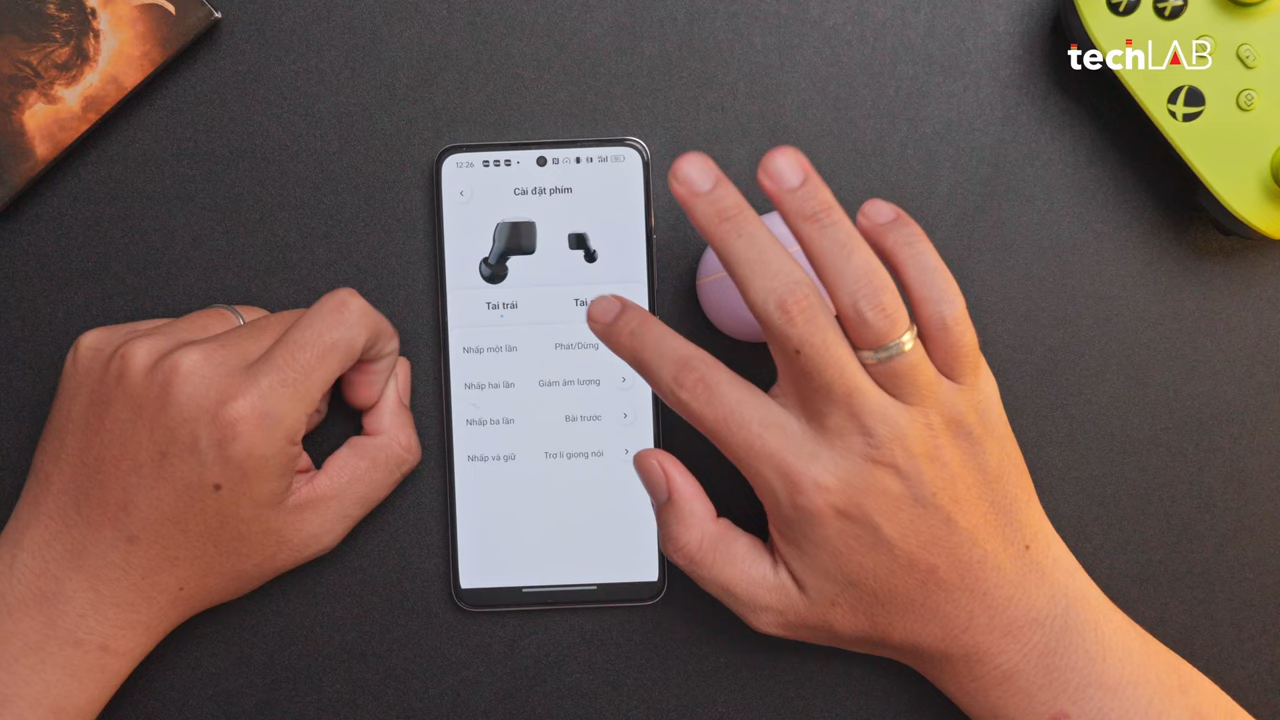 techLAB
12:26
Cài đặt phím
Tai trái
Tai
Nhấp một lần
Phát/Dừng
Nhấp hai lần
Giảm âm lượng
Nhấp ba lần
Bài trước
Nhấp và giữ
Trợ lí giọng nói